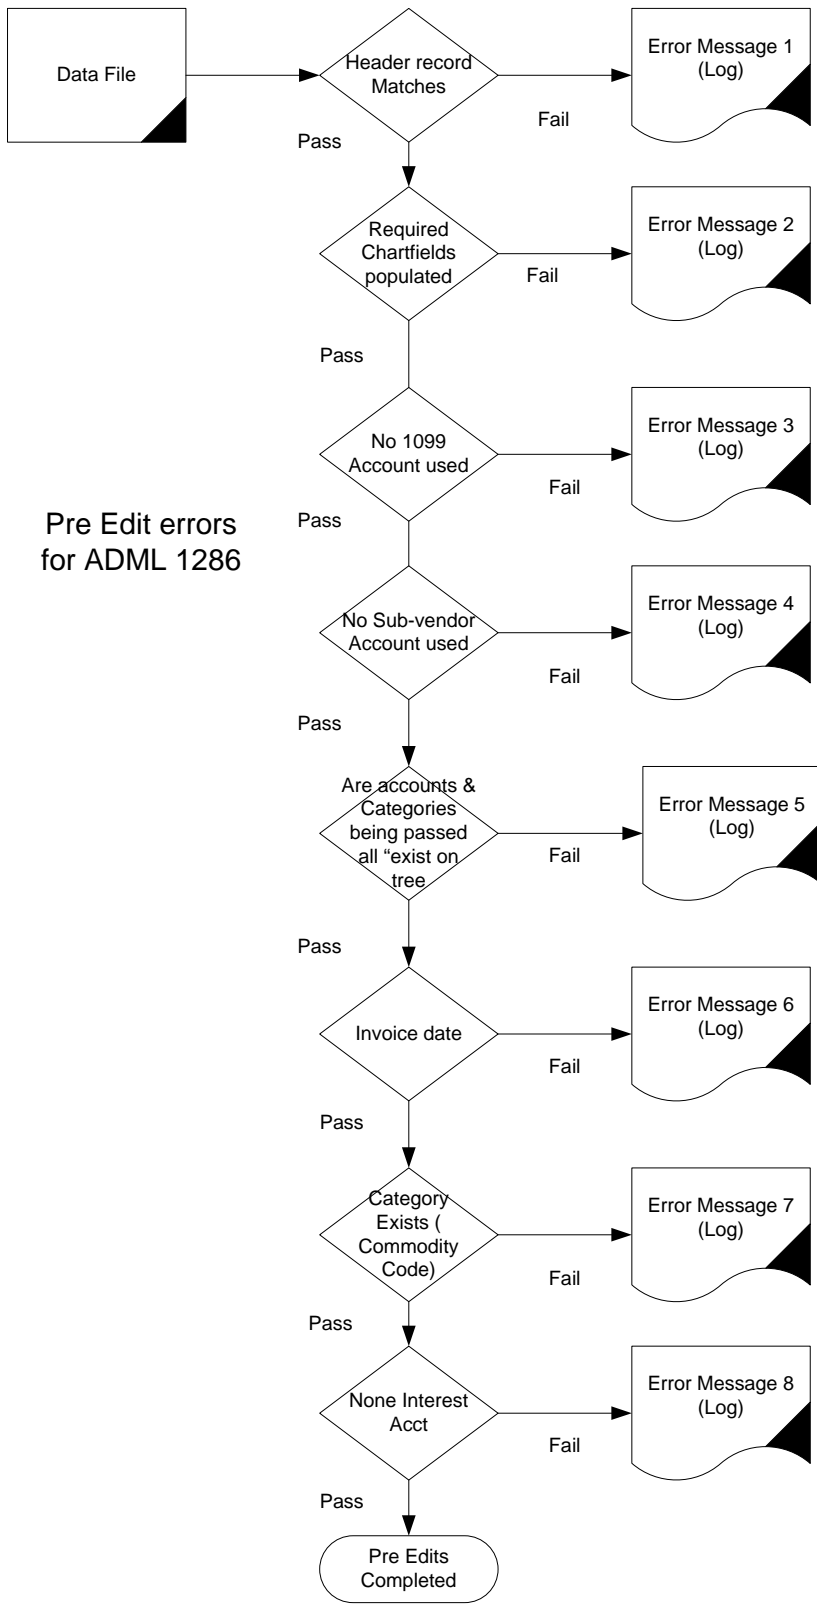 Data File
Header record
Matches
Error Message 1
(Log)
Fail
Pass
Required
Chartfields
populated
Error Message 2
(Log)
Fail
Pass
No 1099
Account used
Error Message 3
(Log)
Fail
Pass
Pre Edit errors
for ADML 1286
No Sub-vendor
Account used
Error Message 4
(Log)
Fail
Pass
Are accounts &
Categories
being passed
all “exist on
tree
Error Message 5
(Log)
Fail
Pass
Invoice date
Error Message 6
(Log)
Fail
Pass
Category
Exists (
Commodity
Code)
Error Message 7
(Log)
Fail
Pass
None Interest
Acct
Error Message 8
(Log)
Fail
Pass
Pre Edits
Completed